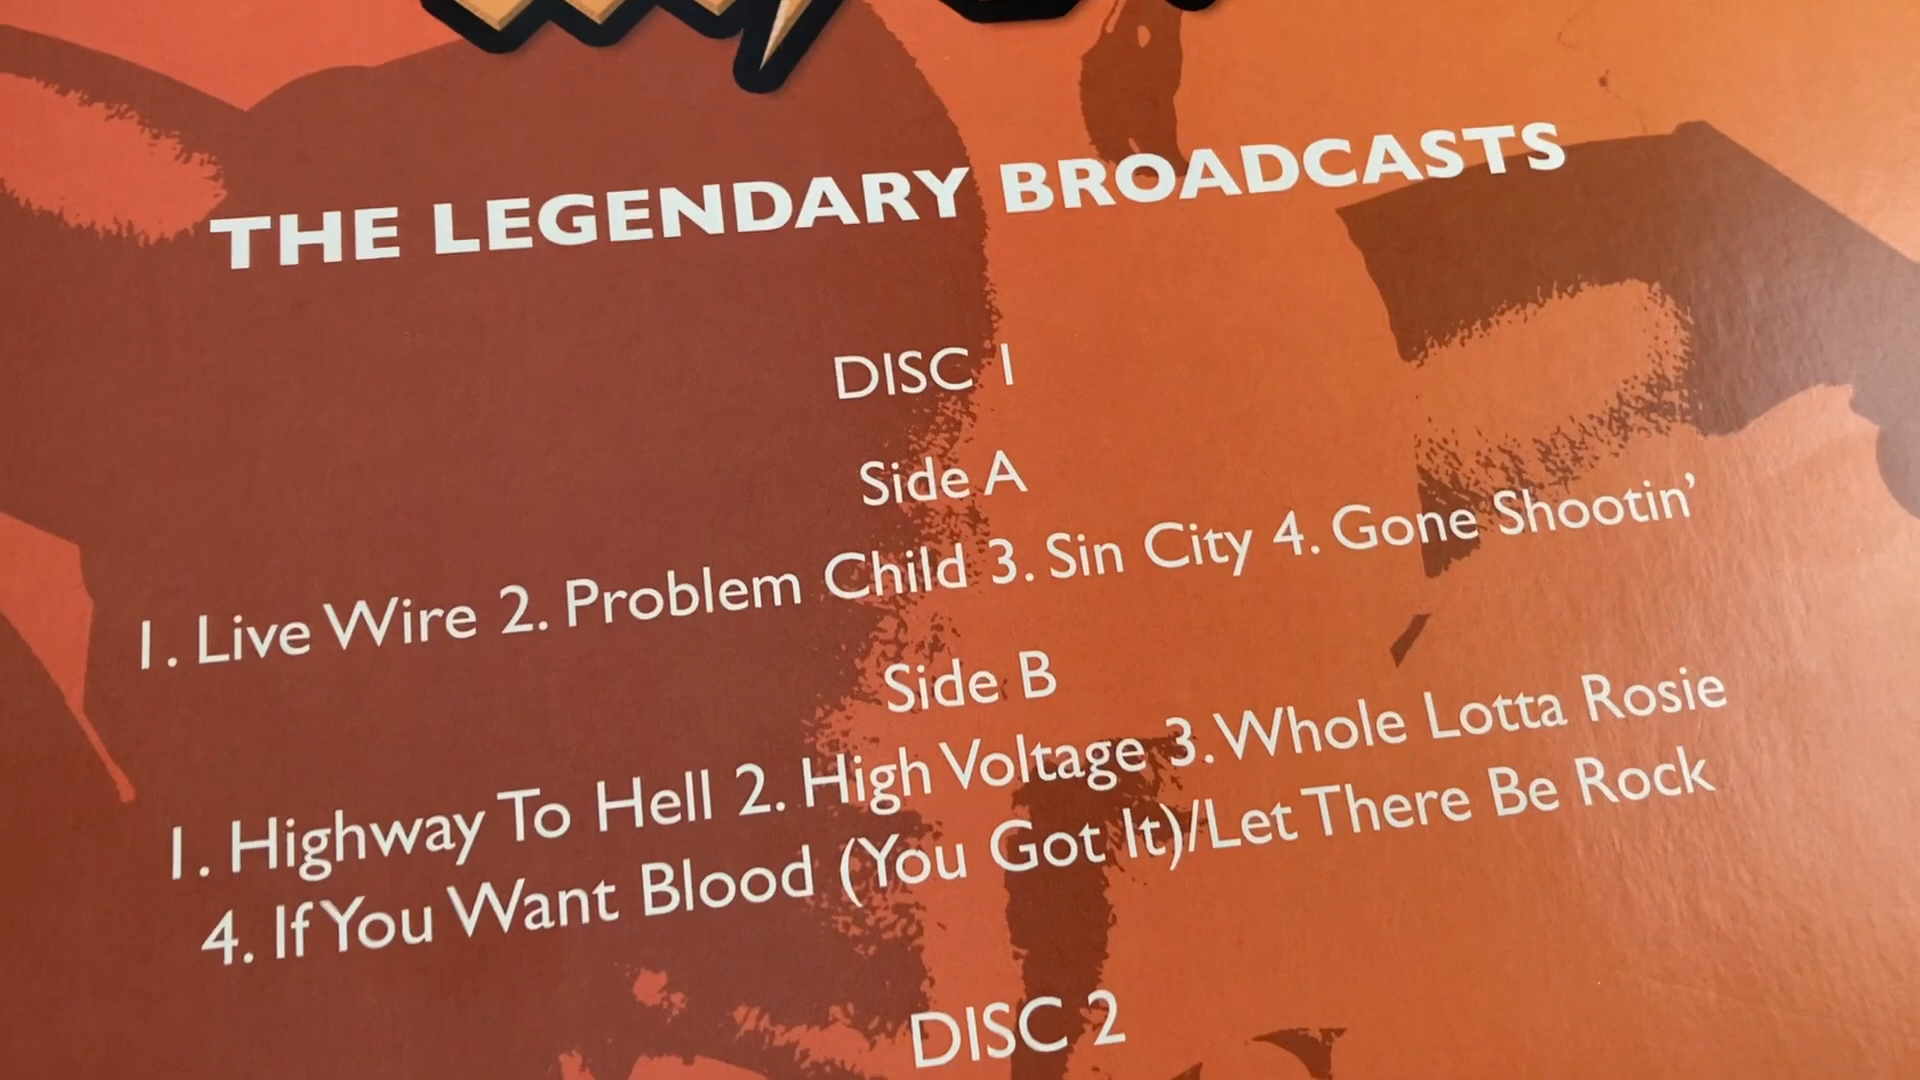 THE LEGENDARY BROADCASTS
DISC 1
Side A
1. Live Wire 2. Problem Child 3. Sin City 4. Gone Shootin’
Side B
1. Highway To Hell 2. High Voltage 3. Whole Lotta Rosie
4. If You Want Blood (You Got It)/Let There Be Rock
DISC 2